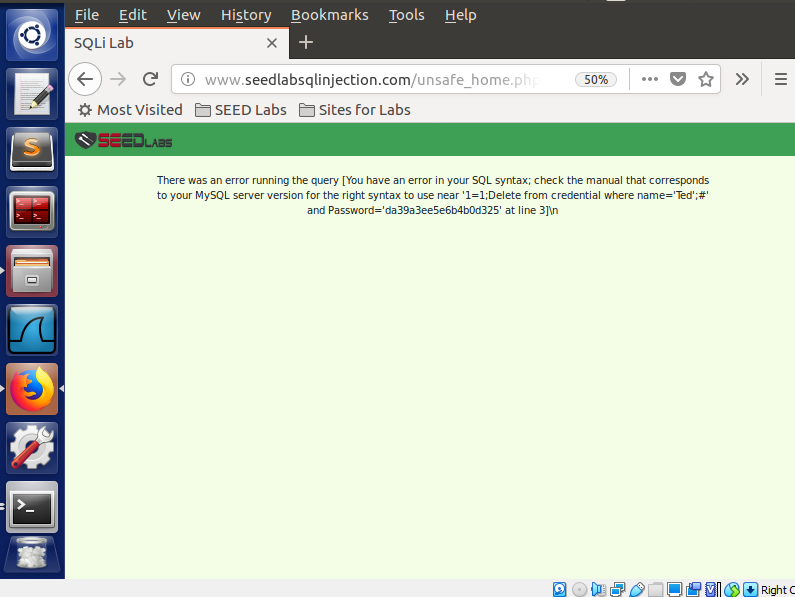 File Edit View History Bookmarks Tools Help
SQLi Lab
www.seedlabsqlinjection.com/unsafe_home.php
50%
Most Visited SEED Labs Sites for Labs
SEEDLABS
There was an error running the query [You have an error in your SQL syntax; check the manual that corresponds
to your MySQL server version for the right syntax to use near '1=1;Delete from credential where name='Ted';#'
and Password='da39a3ee5e6b4b0d325' at line 3]\n
Right C